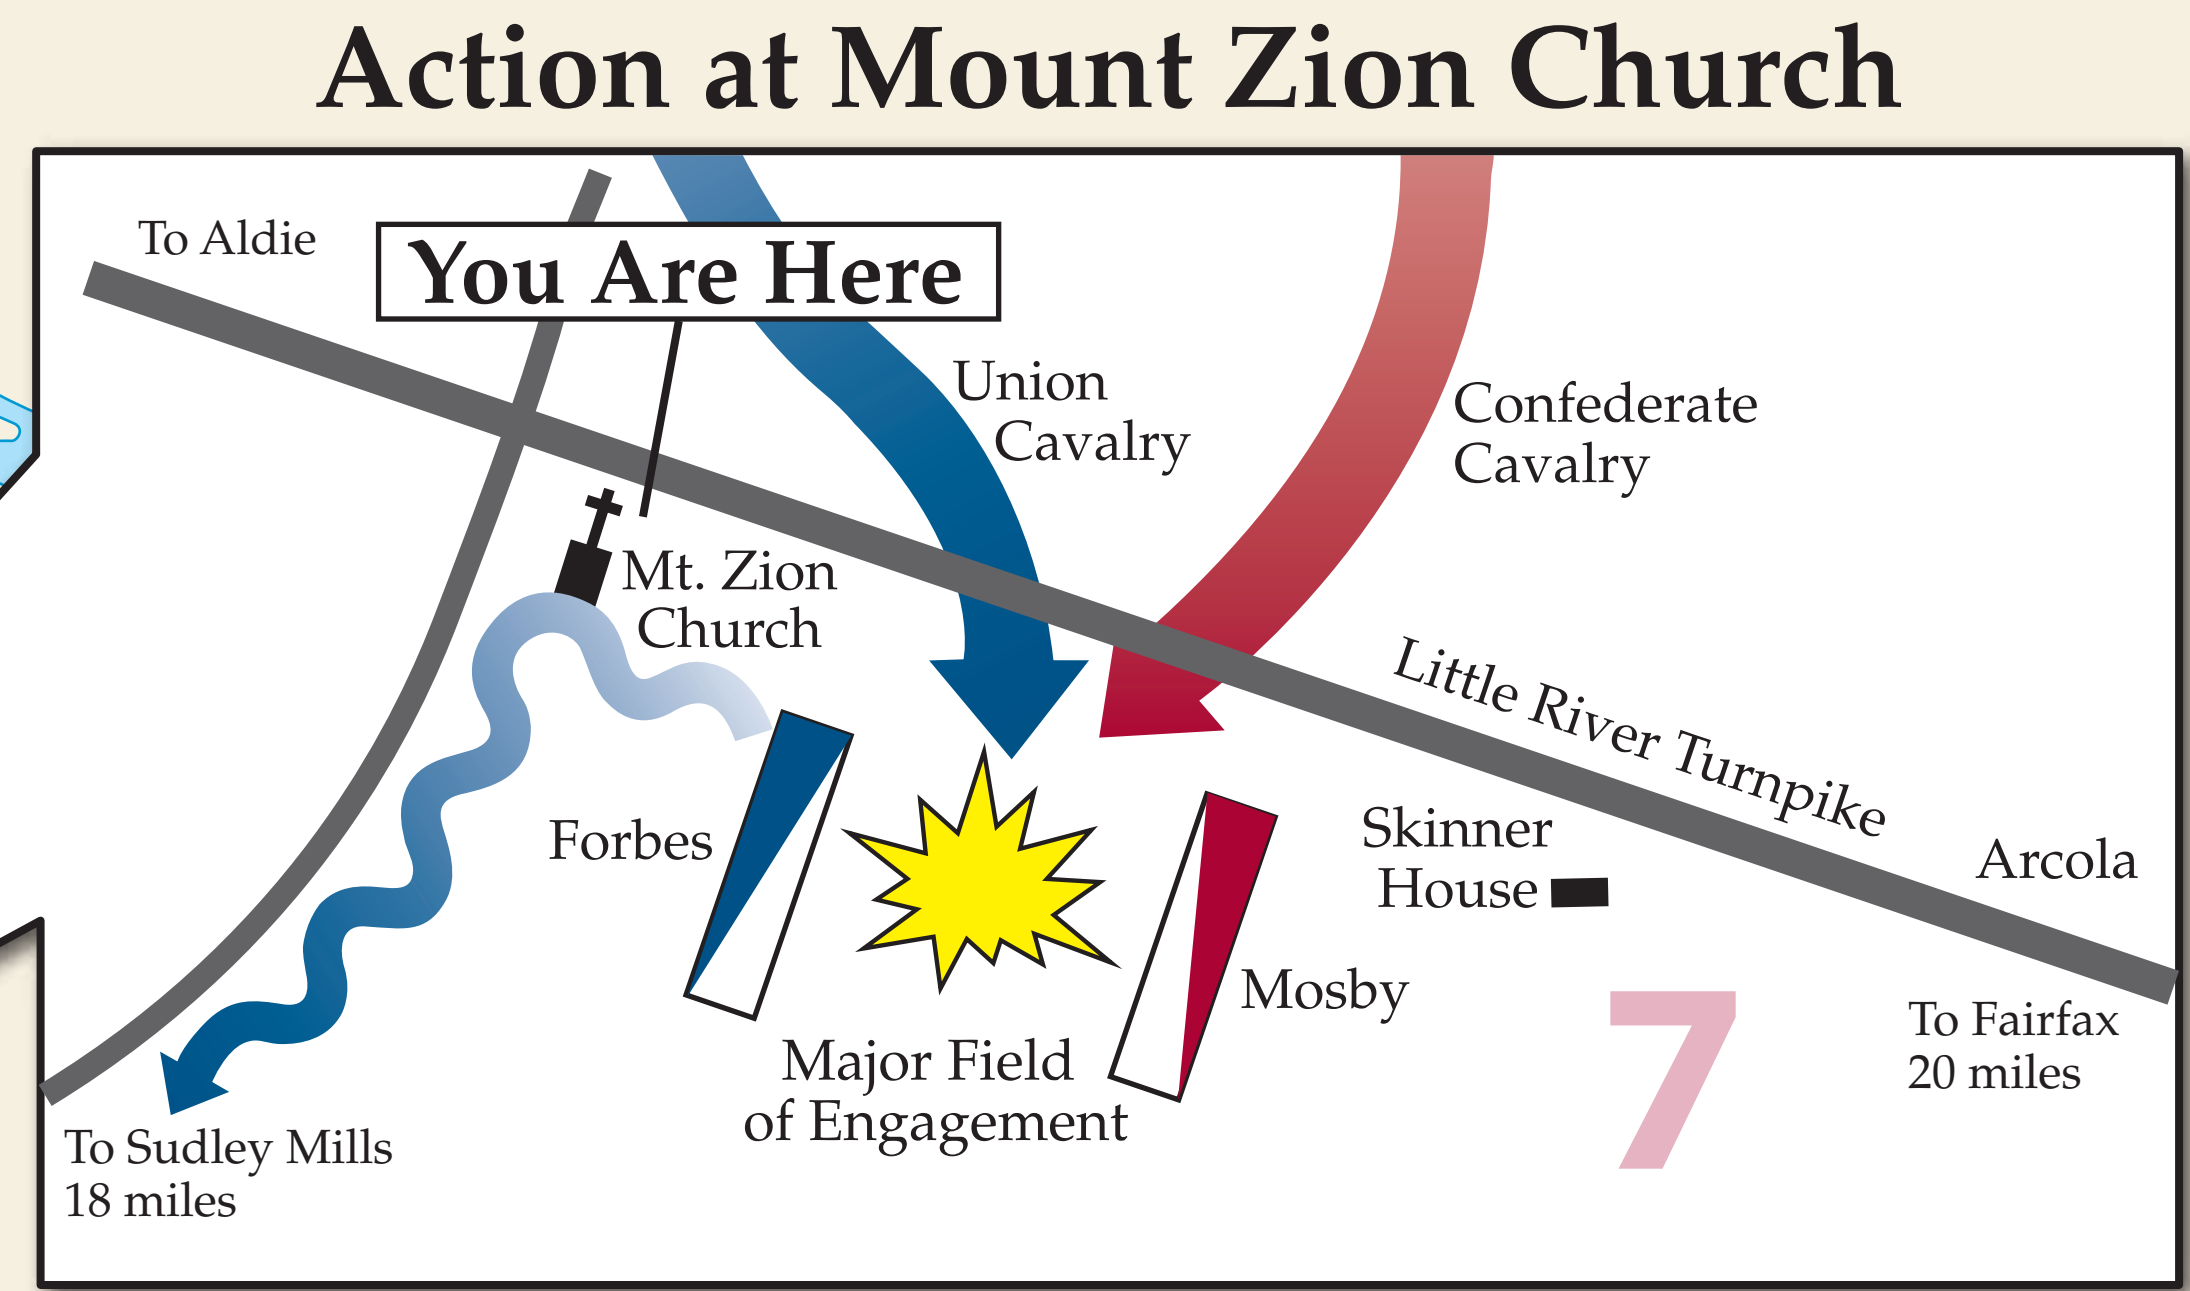 Action at Mount Zion Church
To Aldie
You Are Here
Union
Cavalry
Confederate
Cavalry
Mt. Zion
Church
Little River Turnpike
Forbes
Skinner
House
Arcola
Mosby
To Fairfax
20 miles
7
Major Field
of Engagement
To Sudley Mills
18 miles